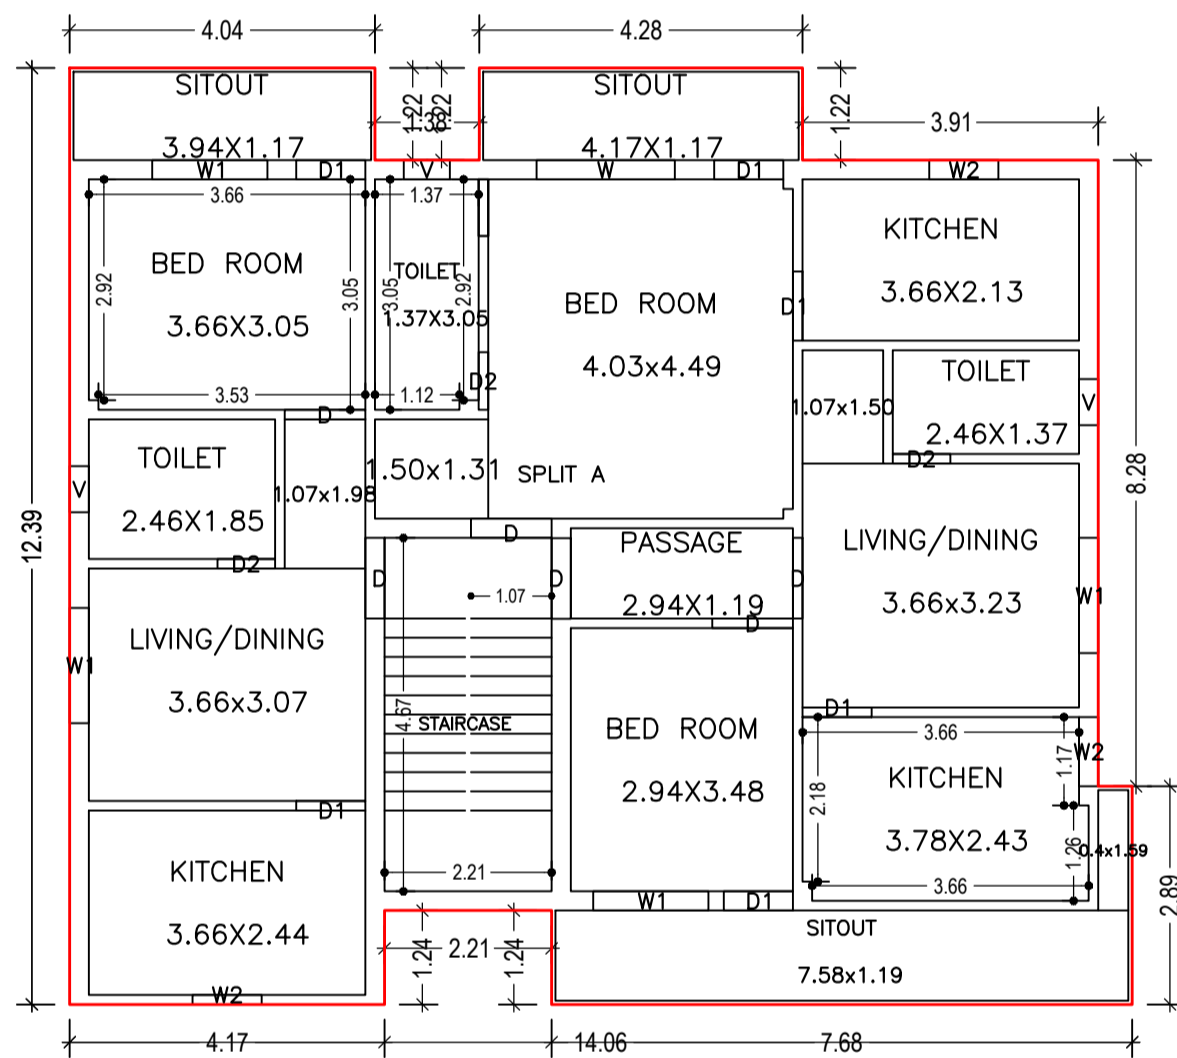 4.04
4.28
SITOUT
3.94X1.17
1.22
1.22
1.38
SITOUT
4.17X1.17
1.22
3.91
W1
D1
V
W
D1
W2
3.66
1.37
BED ROOM
3.66X3.05
2.92
3.05
3.05
2.92
TOILET
1.37X3.05
BED ROOM
4.03x4.49
D1
KITCHEN
3.66X2.13
3.53
1.12
D2
D
TOILET
2.46X1.85
V
1.07x1.98
1.50x1.31
SPLIT A
1.07x1.50
TOILET
2.46X1.37
V
D2
8.28
12.39
D2
D
D
D
D
PASSAGE
2.94X1.19
D
LIVING/DINING
3.66x3.23
W1
1.07
LIVING/DINING
3.66x3.07
W1
4.67
STAIRCASE
BED ROOM
2.94X3.48
D1
3.66
W2
1.17
KITCHEN
3.78X2.43
2.18
1.26
0.4x1.59
3.66
D1
KITCHEN
3.66X2.44
2.21
W1
D1
2.89
SITOUT
7.58x1.19
1.24
2.21
1.24
W2
4.17
14.06
7.68